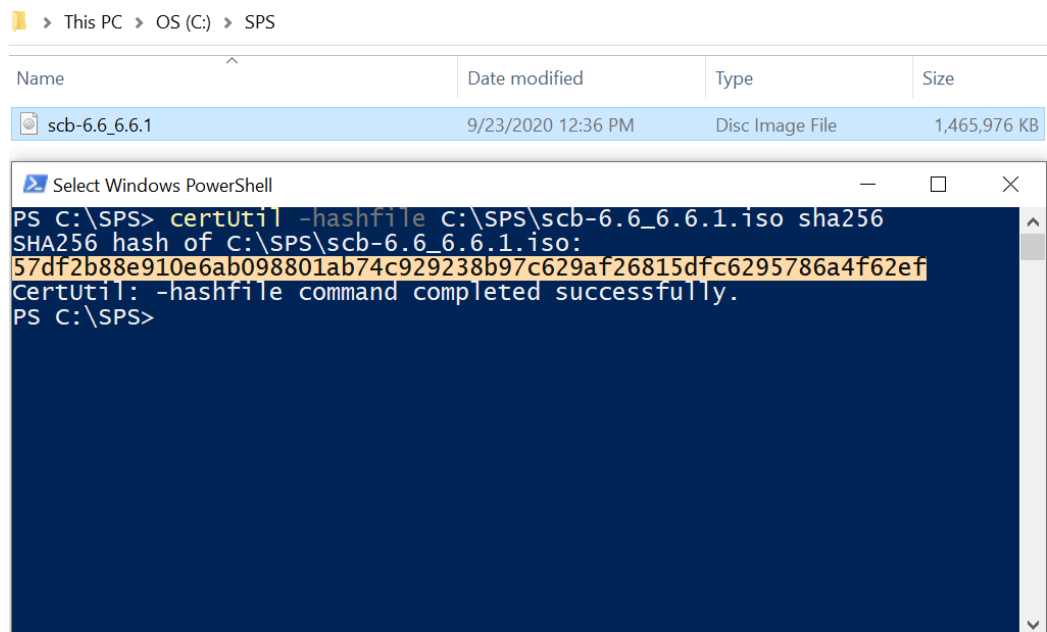 This PC > OS (C:) > SPS
Name Date modified Type Size
scb-6.6_6.6.1 9/23/2020 12:36 PM Disc Image File 1,465,976 KB
Select Windows PowerShell
PS C:\SPS> certUtil -hashfile C:\SPS\scb-6.6_6.6.1.iso sha256
SHA256 hash of C:\SPS\scb-6.6_6.6.1.iso:
57df2b88e910e6ab098801ab74c929238b97c629af26815dfc6295786a4f62ef
CertUtil: -hashfile command completed successfully.
PS C:\SPS>